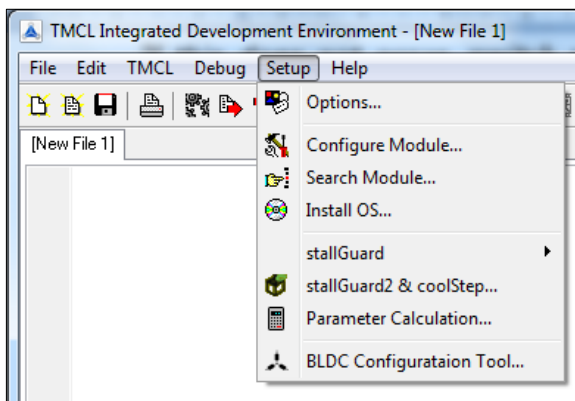 TMCL Integrated Development Environment - [New File 1]
File Edit TMCL Debug Setup Help
Options...
[New File 1]
Configure Module...
Search Module...
Install OS...
stallGuard
stallGuard2 & coolStep...
Parameter Calculation...
BLDC Configurataion Tool...